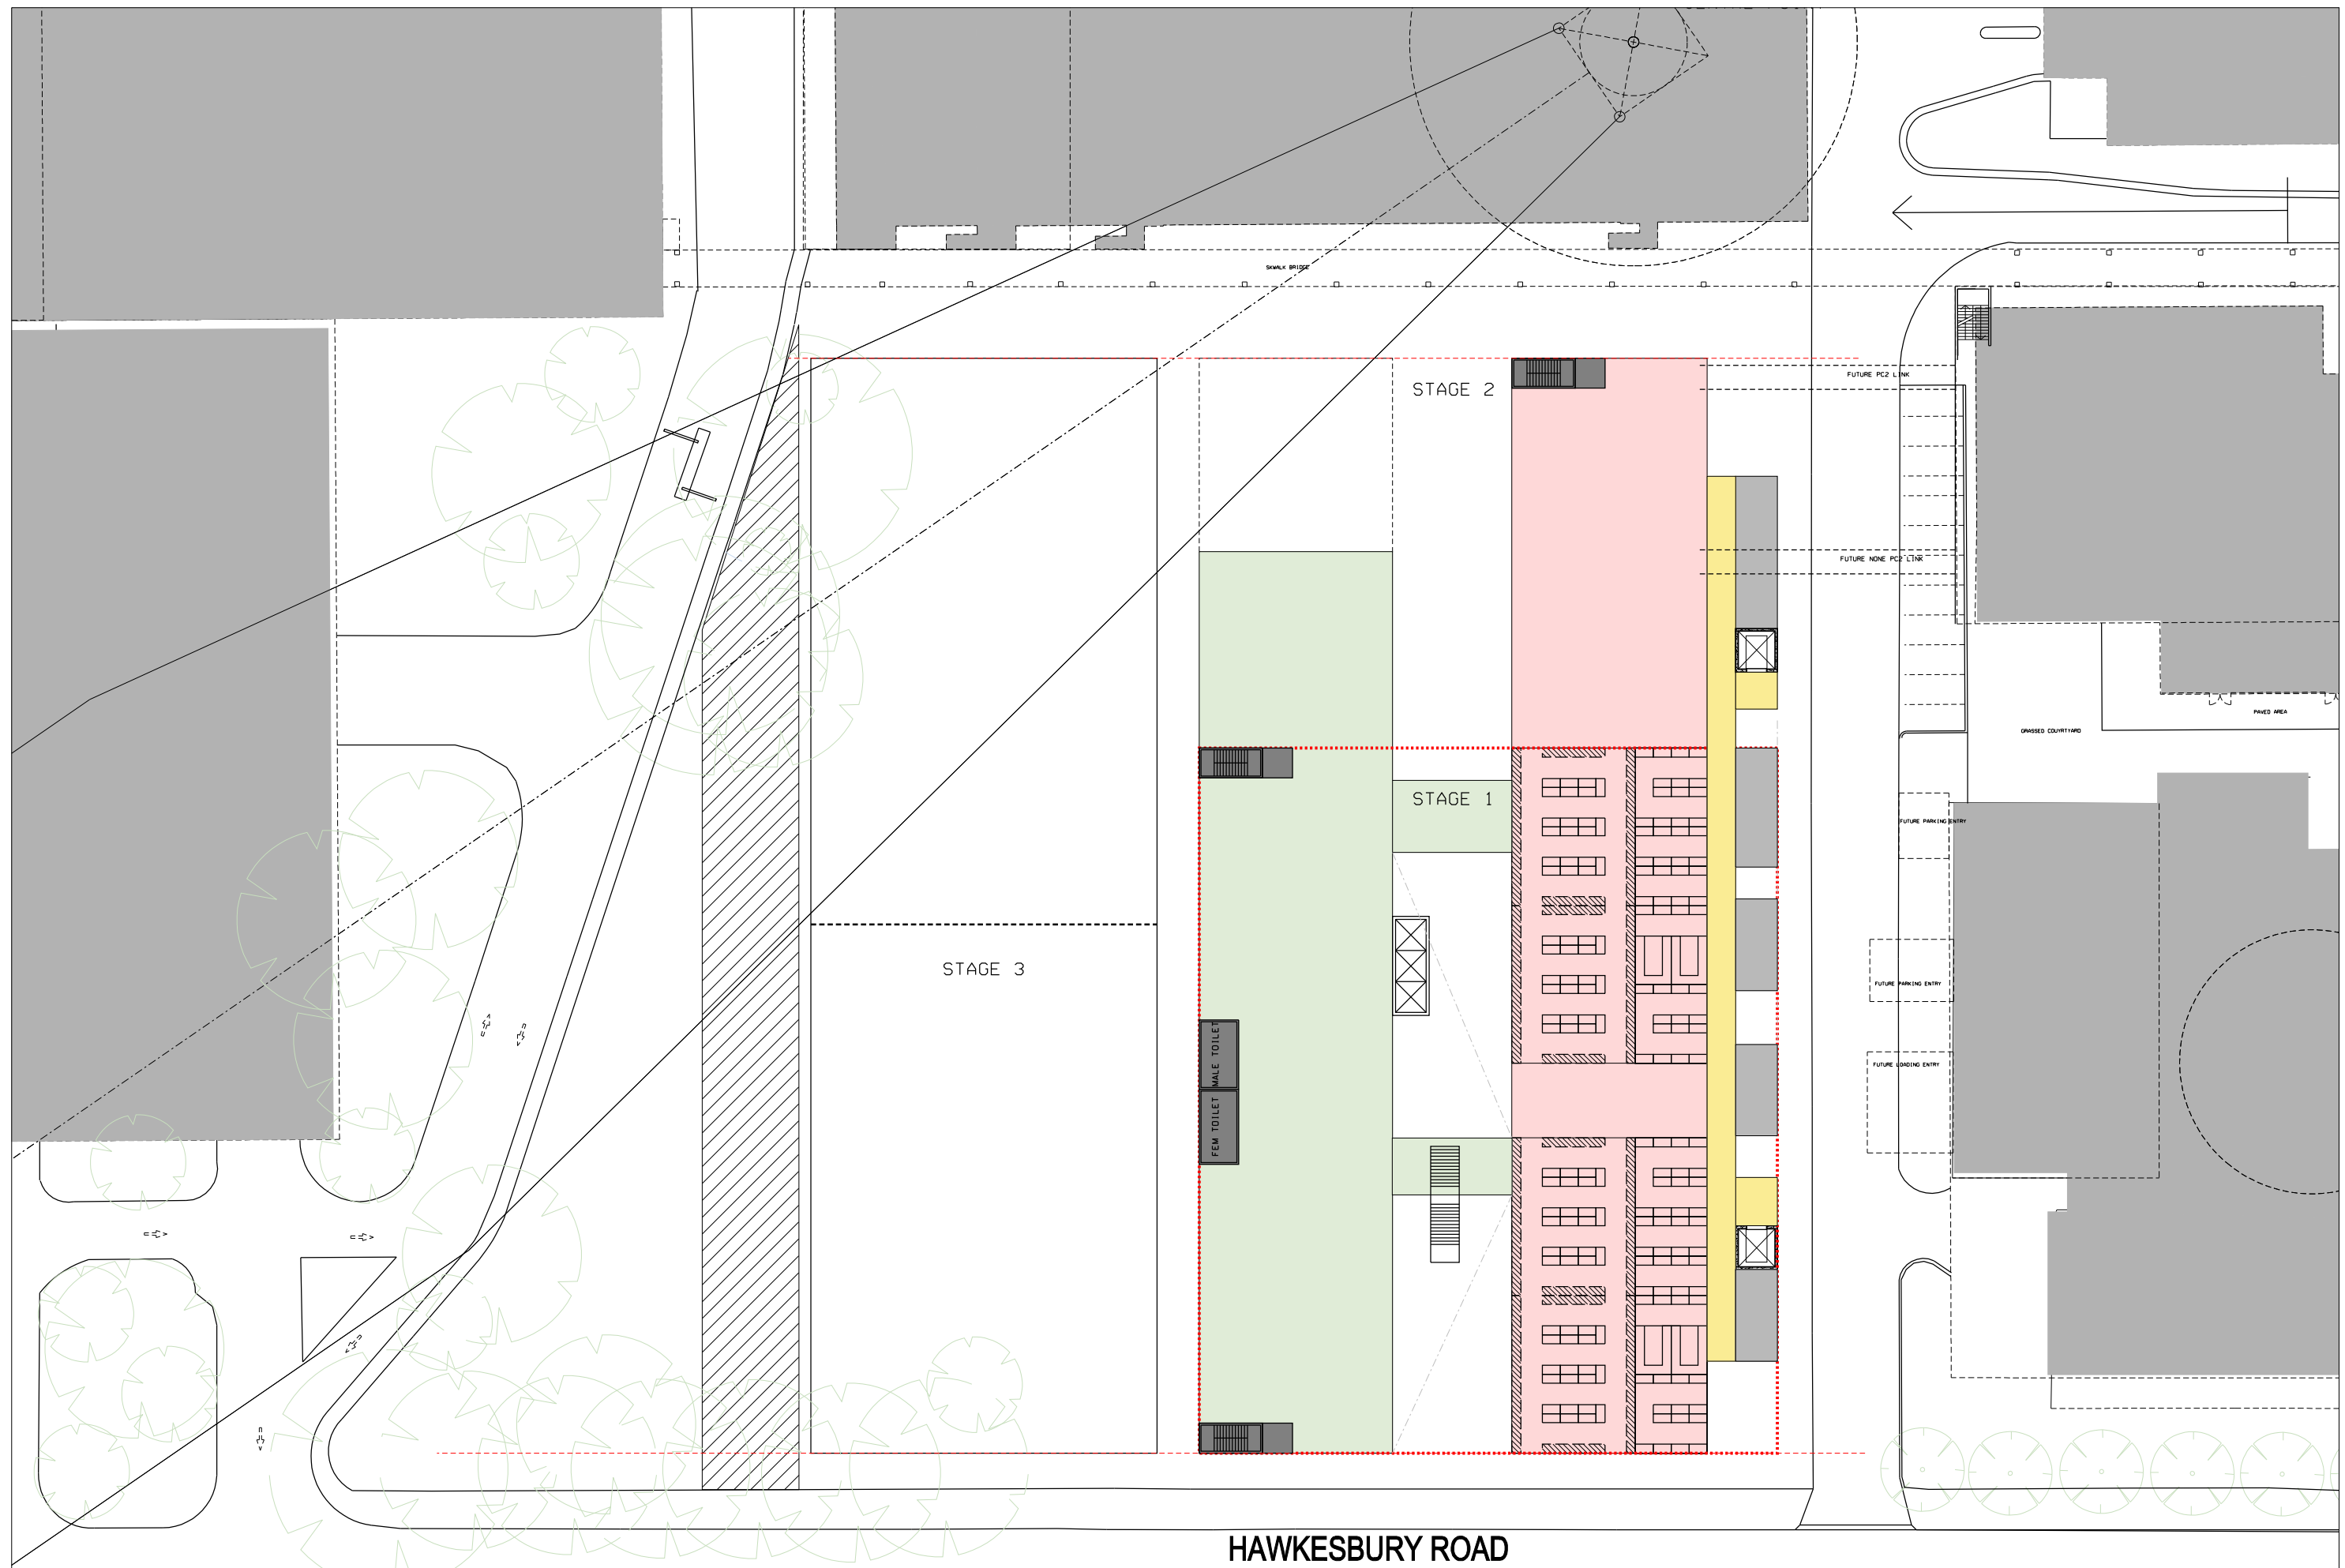 SKWALK BRIDGE
STAGE 2
FUTURE PC2 LINK
FUTURE NONE PC2 LINK
PAVED AREA
GRASSED COUYRTYARD
STAGE 1
FUTURE PARKING ENTRY
STAGE 3
FUTURE PARKING ENTRY
MALE TOILET
FEM TOILET
FUTURE LOADING ENTRY
HAWKESBURY ROAD